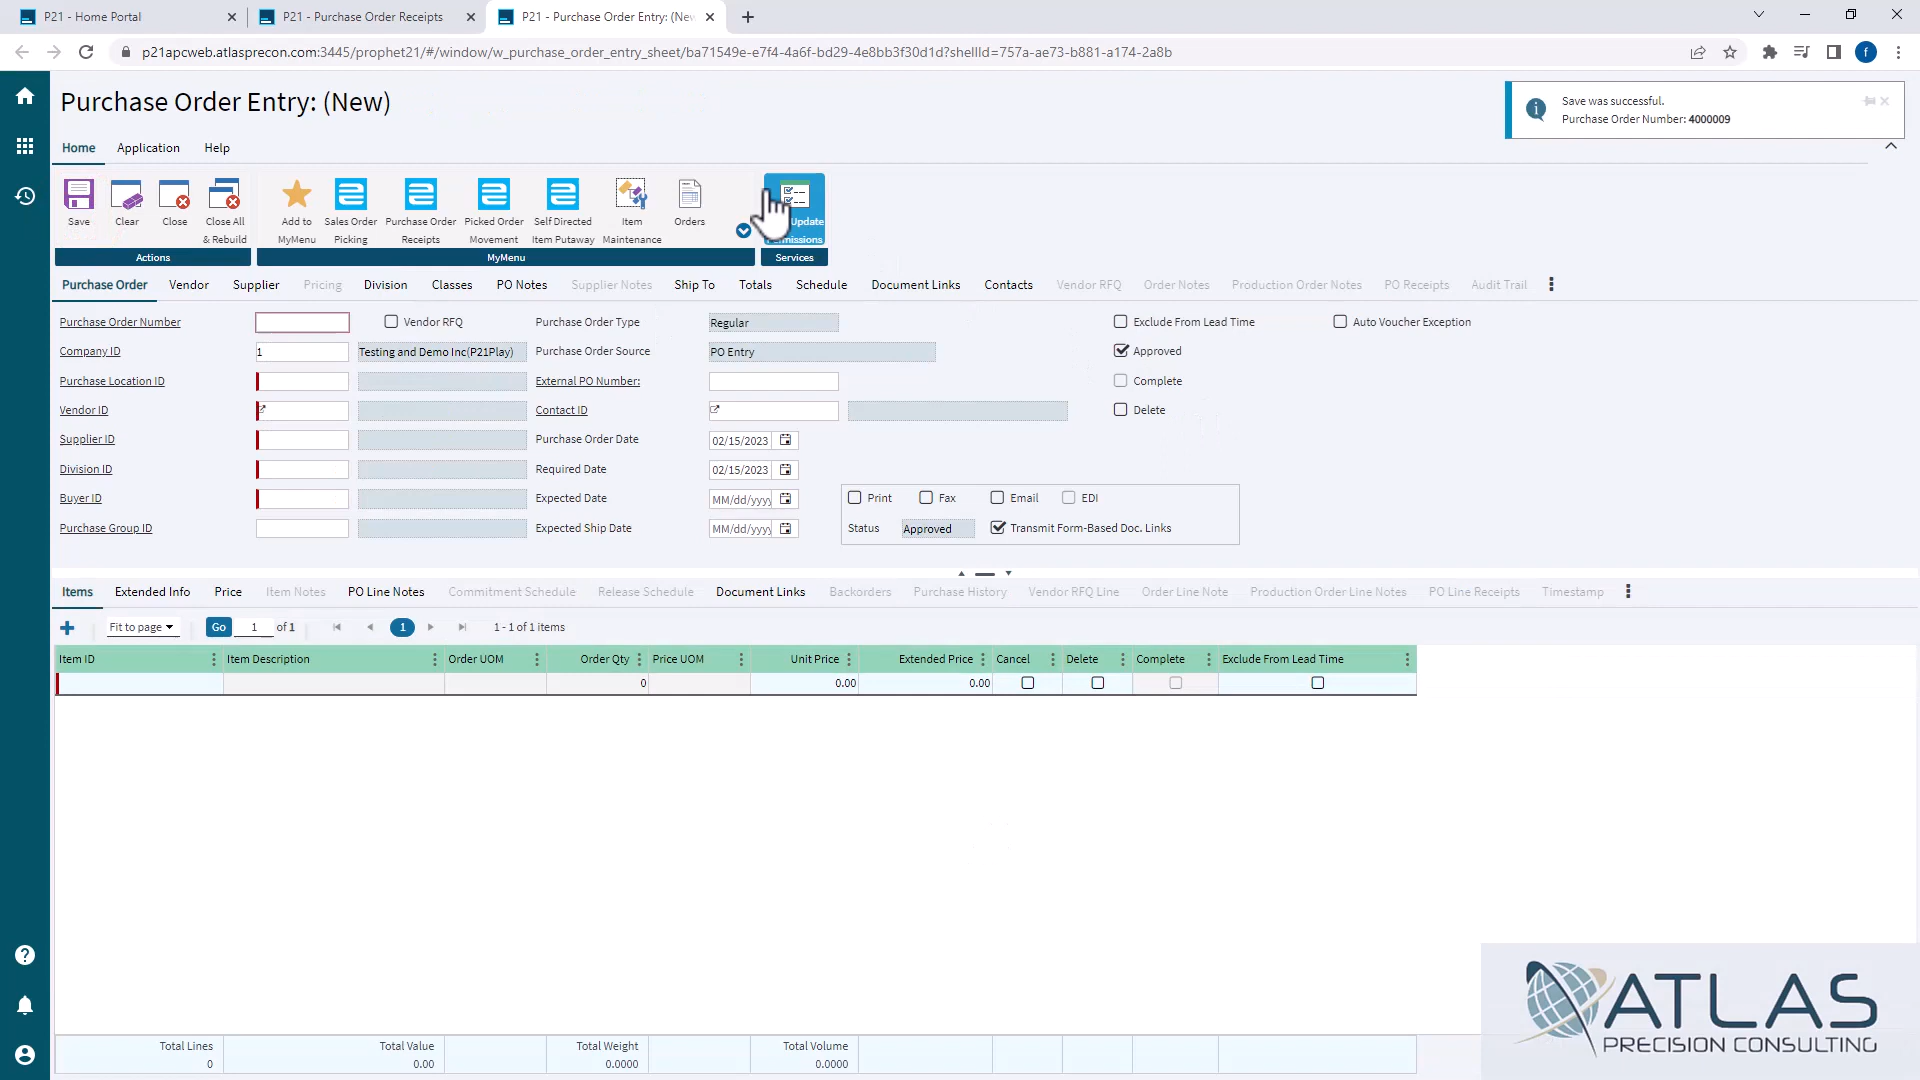 P21 - Home Portal
P21 - Purchase Order Receipts
P21 - Purchase Order Entry: (New
p21apcweb.atlasprecon.com:3445/prophet21/#/window/w_purchase_order_entry_sheet/ba71549e-e7f4-4a6f-bd29-4e8bb3f30d1d?shellId=757a-ae73-b881-a174-2a8b
f
Purchase Order Entry: (New)
Save was successful.
Purchase Order Number: 4000009
Home Application Help
Save
Clear
Close
Close All
& Rebuild
Add to
MyMenu
Sales Order
Picking
Purchase Order
Receipts
Picked Order
Movement
Self Directed
Item Putaway
Item
Maintenance
Orders
Update
Actions MyMenu Services
Purchase Order Vendor Supplier Pricing Division Classes PO Notes Supplier Notes Ship To Totals Schedule Document Links Contacts Vendor RFQ Order Notes Production Order Notes PO Receipts Audit Trail
Purchase Order Number Vendor RFQ Purchase Order Type Regular Exclude From Lead Time Auto Voucher Exception
Company ID 1 Testing and Demo Inc(P21Play) Purchase Order Source PO Entry Approved
Purchase Location ID External PO Number: Complete
Vendor ID Contact ID Delete
Supplier ID Purchase Order Date 02/15/2023
Division ID Required Date 02/15/2023
Buyer ID Expected Date MM/dd/yyyy Print Fax Email EDI
Purchase Group ID Expected Ship Date MM/dd/yyyy Status Approved Transmit Form-Based Doc. Links
Items Extended Info Price Item Notes PO Line Notes Commitment Schedule Release Schedule Document Links Backorders Purchase History Vendor RFQ Line Order Line Note Production Order Line Notes PO Line Receipts Timestamp
Fit to page Go 1 of 1 1 1 - 1 of 1 items
Item ID Item Description Order UOM Order Qty Price UOM Unit Price Extended Price Cancel Delete Complete Exclude From Lead Time
0 0.00 0.00
Total Lines Total Value Total Weight Total Volume
0 0.00 0.0000 0.0000
ATLAS
PRECISION CONSULTING